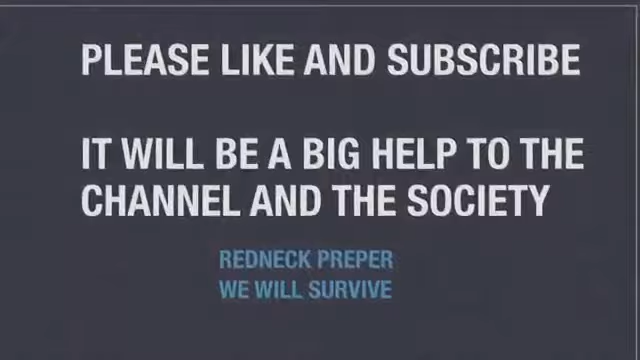 PLEASE LIKE AND SUBSCRIBE
IT WILL BE A BIG HELP TO THE
CHANNEL AND THE SOCIETY
REDNECK PREPER
WE WILL SURVIVE